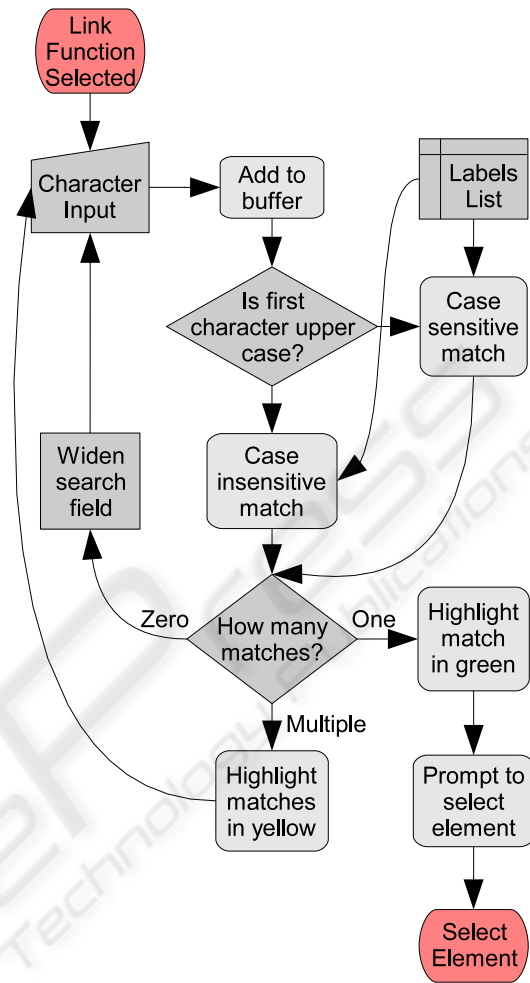 Link
Function
Selected
Character
Input
Add to
buffer
Labels
List
Is first
character upper
case?
Case
sensitive
match
Widen
search
field
Case
insensitive
match
Zero
How many
matches?
One
Highlight
match
in green
Multiple
Highlight
matches
in yellow
Prompt to
select
element
Select
Element